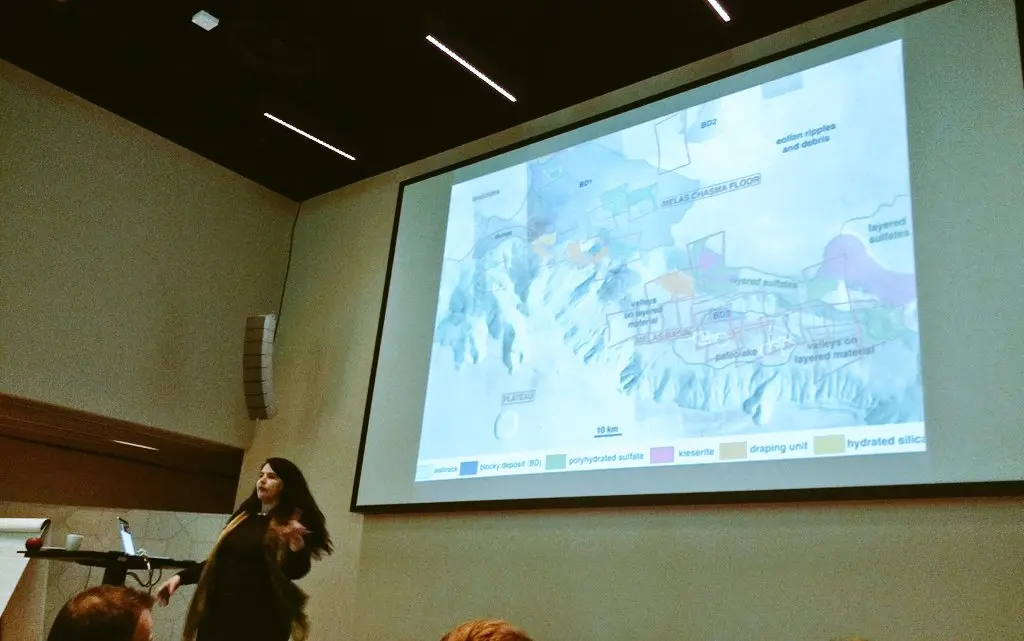 BD2
eolian ripples
and debris
BD1
MELAS CHASMA FLOOR
dunes
layered
sulfates
layered sulfates
valleys
on layered
material
BD3
MELAS BASIN
paleolake
valleys on
layered material
PLATEAU
10 km
wallrock
blocky deposit (BD)
polyhydrated sulfate
kieserite
draping unit
hydrated silica